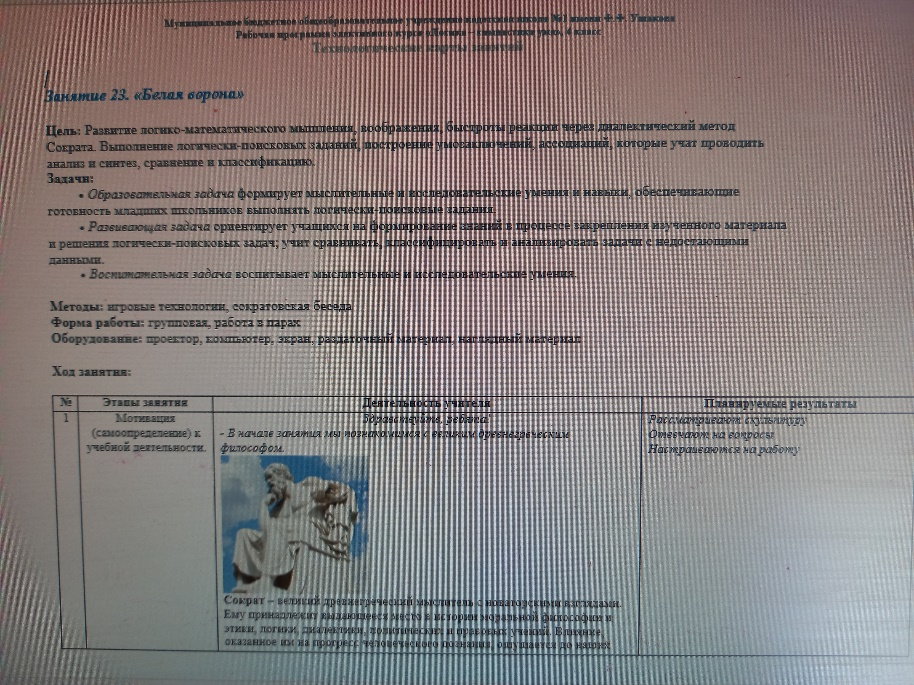 Муниципальное бюджетное общеобразовательное учреждение кадетская школа №1 имени Ф.Ф. Ушакова
Рабочая программа элективного курса «Логика – гимнастика ума», 4 класс
Технологические карты занятий
Занятие 23. «Белая ворона»
Цель: Развитие логико-математического мышления, воображения, быстроты реакции через диалектический метод
Сократа. Выполнение логически-поисковых заданий, построение умозаключений, ассоциаций, которые учат проводить
анализ и синтез, сравнение и классификацию.
Задачи:
• Образовательная задача формирует мыслительные и исследовательские умения и навыки, обеспечивающие
готовность младших школьников выполнять логически-поисковые задания.
• Развивающая задача ориентирует учащихся на формирование знаний в процессе закрепления изученного материала
и решения логически-поисковых задач; учит сравнивать, классифицировать и анализировать задачи с недостающими
данными.
• Воспитательная задача воспитывает мыслительные и исследовательские умения.
Методы: игровые технологии, сократовская беседа
Форма работы: групповая, работа в парах
Оборудование: проектор, компьютер, экран, раздаточный материал, наглядный материал
Ход занятия:
№ Этапы занятия Деятельность учителя Планируемые результаты
1 Мотивация (самоопределение) к учебной деятельности.
Здравствуйте, ребята!
- В начале занятия мы познакомимся с великим древнегреческим
философом.
Сократ – великий древнегреческий мыслитель с новаторскими взглядами.
Ему принадлежит выдающееся место в истории моральной философии и
этики, логики, диалектики, политических и правовых учений. Влияние,
оказанное им на прогресс человеческого познания, ощущается до наших
Рассматривают скульптуру
Отвечают на вопросы
Настраиваются на работу